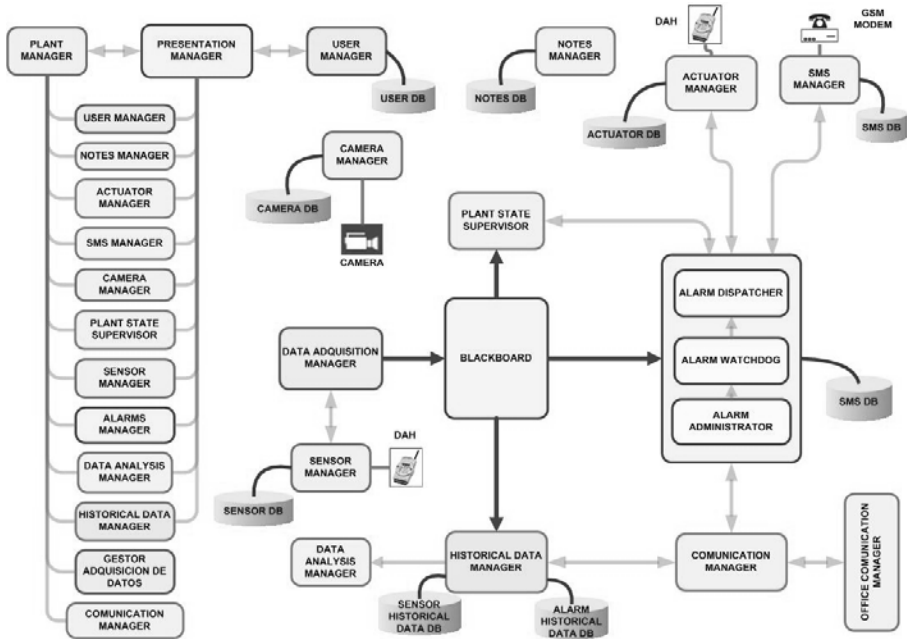 PLANT
MANAGER
PRESENTATION
MANAGER
USER
MANAGER
USER DB
NOTES
MANAGER
NOTES DB
DAH
ACTUATOR
MANAGER
ACTUATOR DB
GSM
MODEM
SMS
MANAGER
SMS DB
USER MANAGER
NOTES MANAGER
ACTUATOR
MANAGER
SMS MANAGER
CAMERA
MANAGER
PLANT STATE
SUPERVISOR
SENSOR
MANAGER
ALARMS
MANAGER
DATA ANALYSIS
MANAGER
HISTORICAL DATA
MANAGER
GESTOR
ADQUISICION DE
DATOS
COMUNICATION
MANAGER
CAMERA
MANAGER
CAMERA DB
CAMERA
PLANT STATE
SUPERVISOR
DATA ADQUISITION
MANAGER
BLACKBOARD
ALARM DISPATCHER
ALARM WATCHDOG
ALARM
ADMINISTRATOR
SMS DB
SENSOR
MANAGER
DAH
SENSOR DB
DATA
ANALYSIS
MANAGER
HISTORICAL DATA
MANAGER
SENSOR
HISTORICAL
DATA DB
ALARM
HISTORICAL
DATA DB
COMUNICATION
MANAGER
OFFICE COMUNICATION
MANAGER